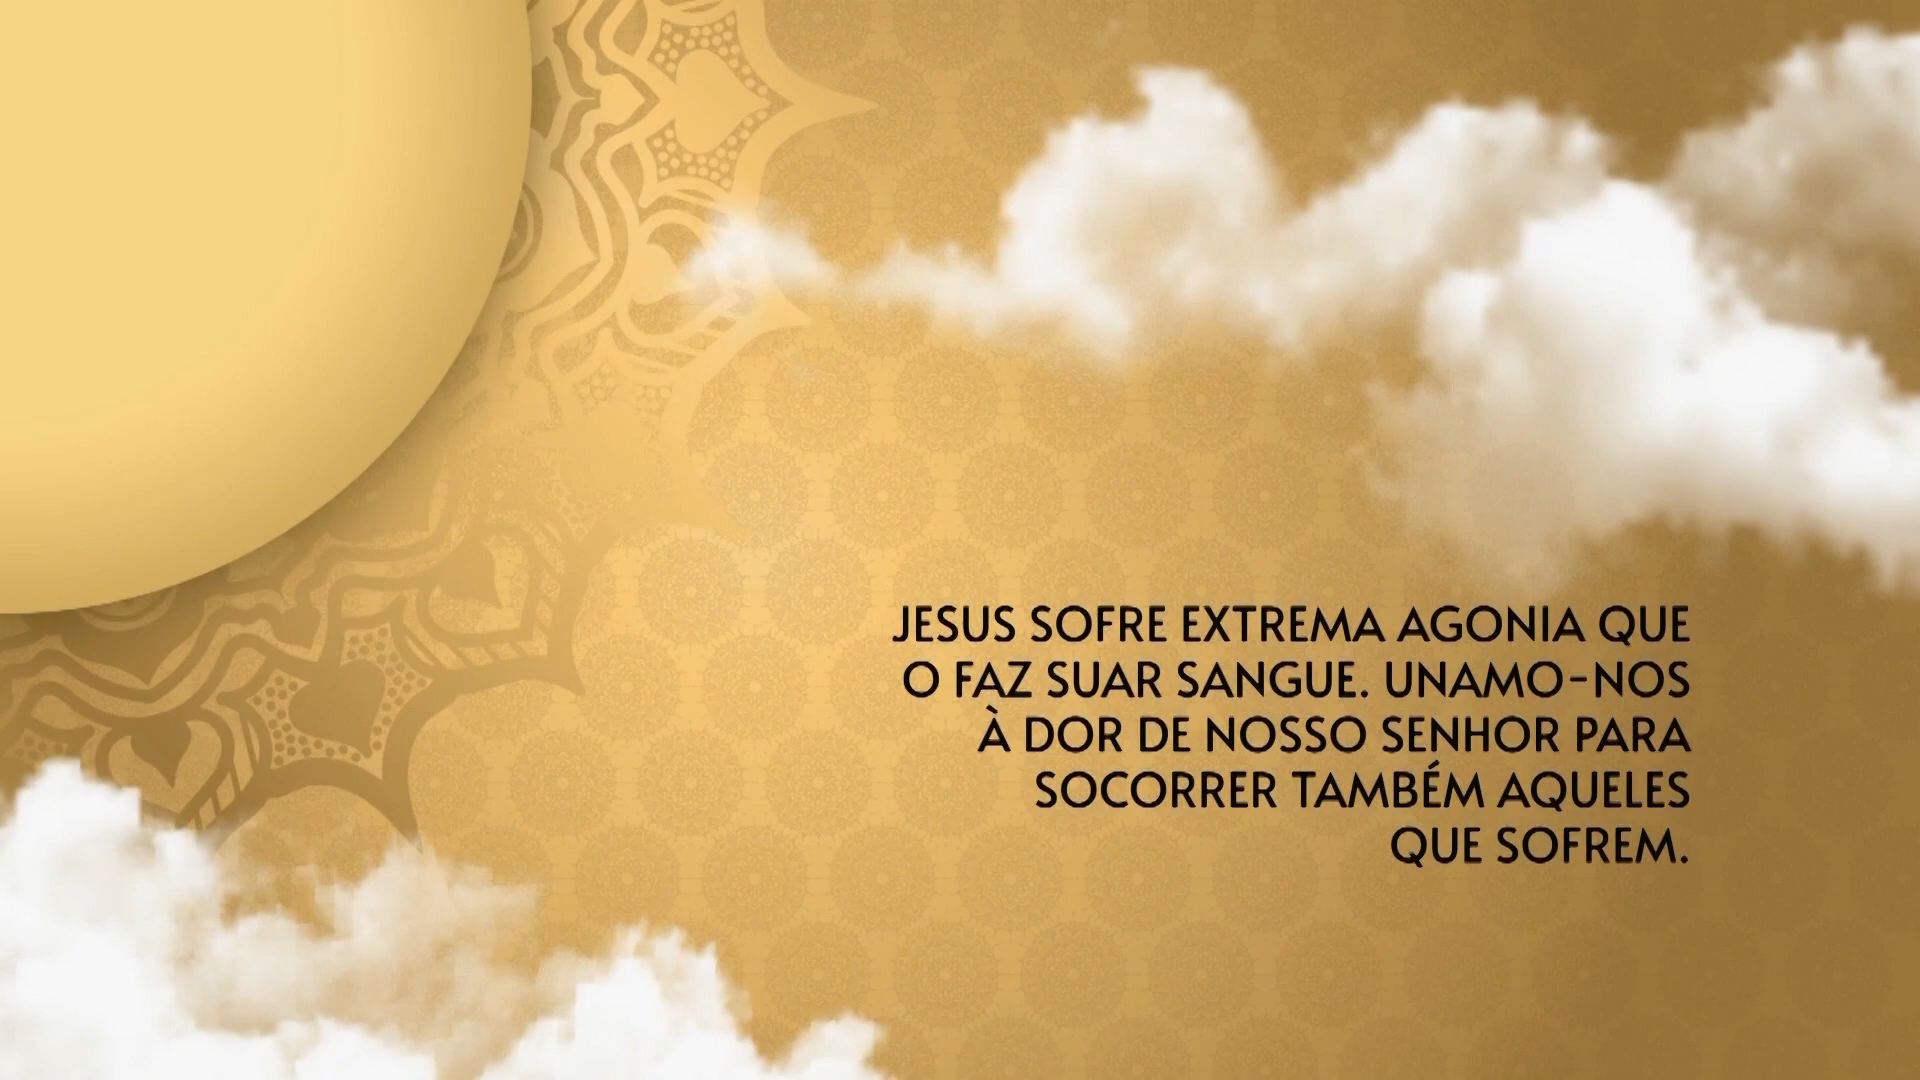 JESUS SOFRE EXTREMA AGONIA QUE
O FAZ SUAR SANGUE. UNAMO-NOS
À DOR DE NOSSO SENHOR PARA
SOCORRER TAMBÉM AQUELES
QUE SOFREM.